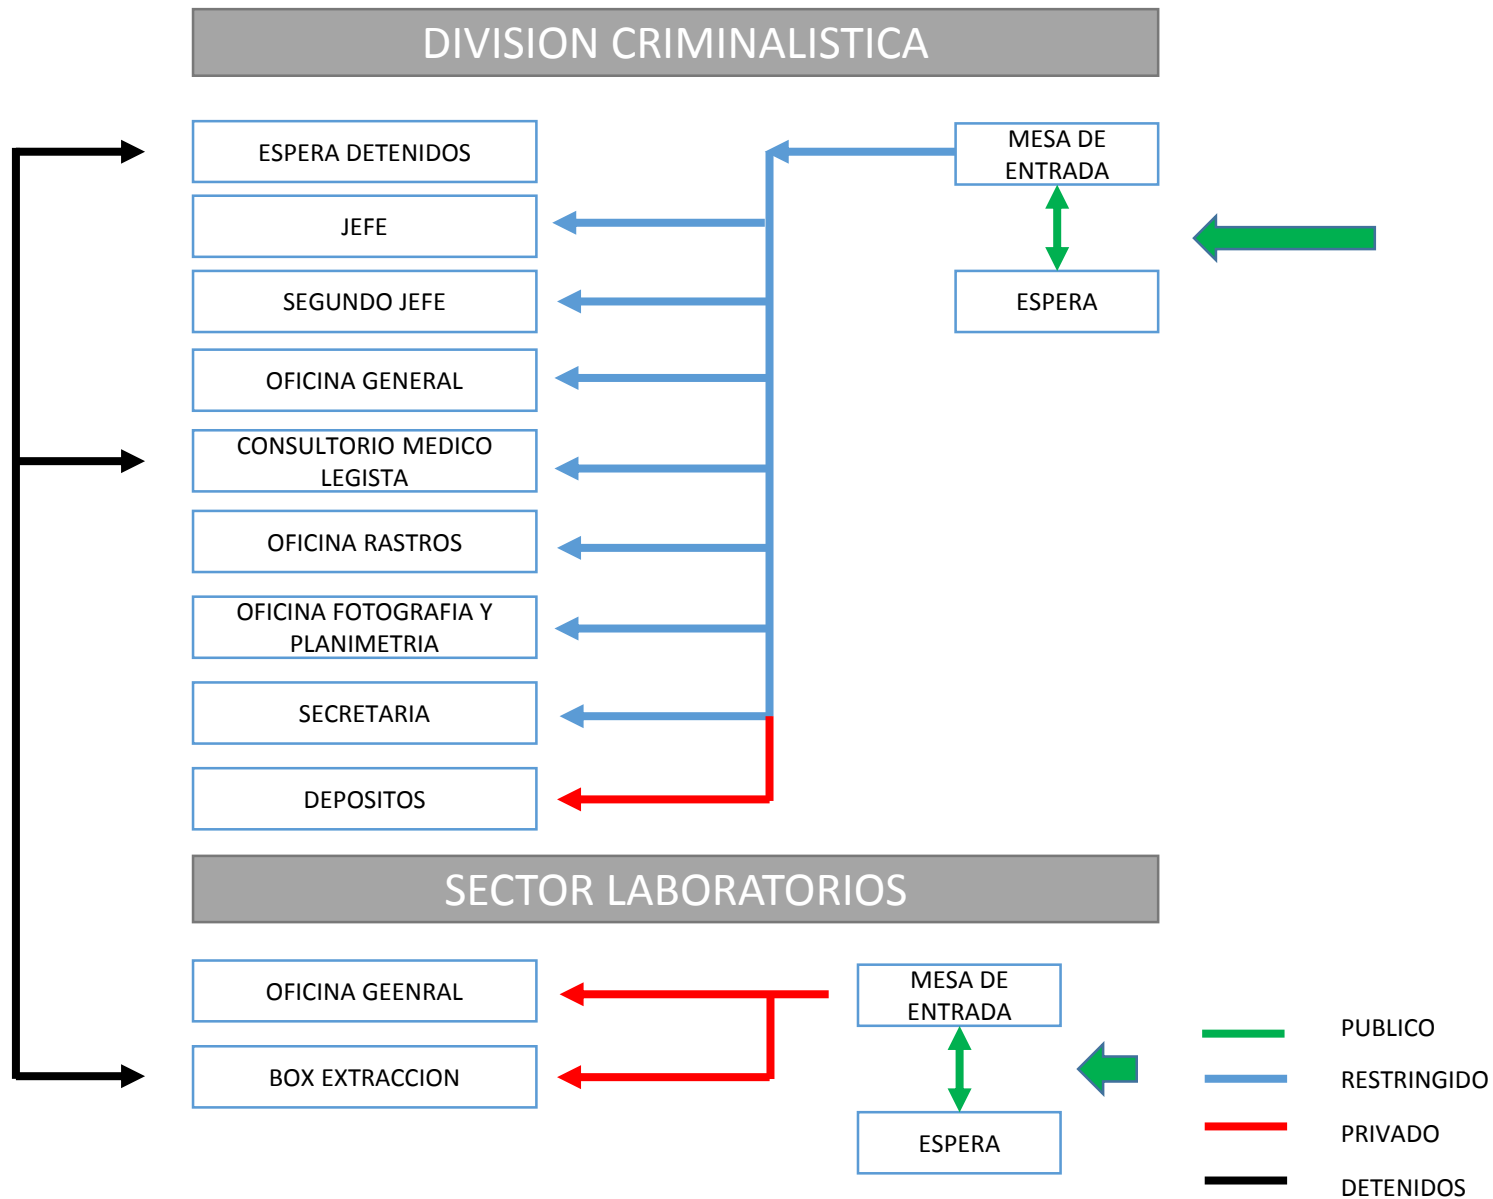 DIVISION CRIMINALISTICA
ESPERA DETENIDOS
MESA DE
ENTRADA
JEFE
SEGUNDO JEFE
ESPERA
OFICINA GENERAL
CONSULTORIO MEDICO
LEGISTA
OFICINA RASTROS
OFICINA FOTOGRAFIA Y
PLANIMETRIA
SECRETARIA
DEPOSITOS
SECTOR LABORATORIOS
OFICINA GEENRAL
MESA DE
ENTRADA
BOX EXTRACCION
ESPERA
PUBLICO
RESTRINGIDO
PRIVADO
DETENIDOS